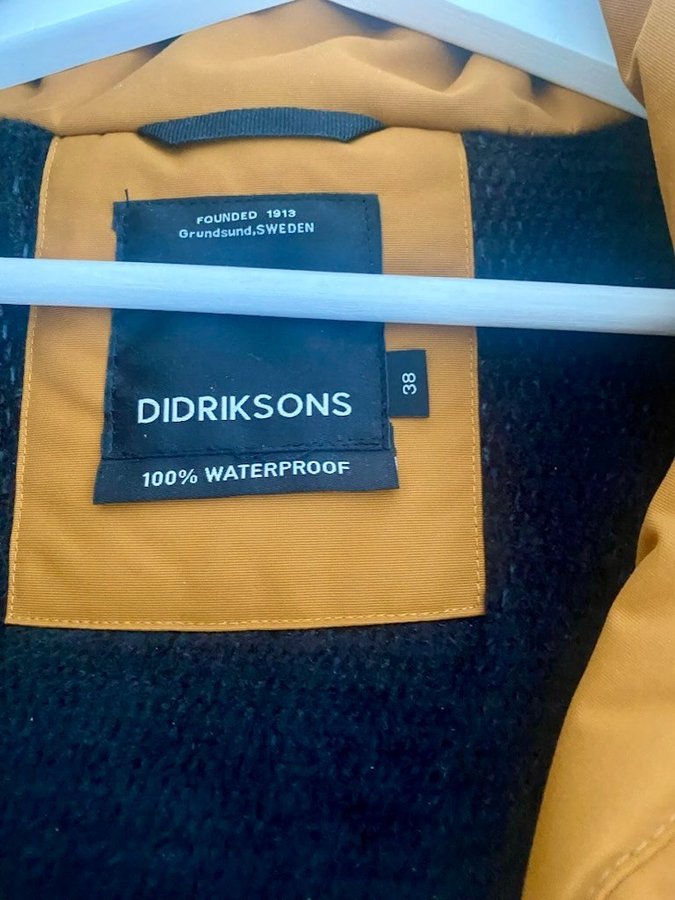 FOUNDED 1913
Grundsund,SWEDEN
DIDRIKSONS
38
100% WATERPROOF